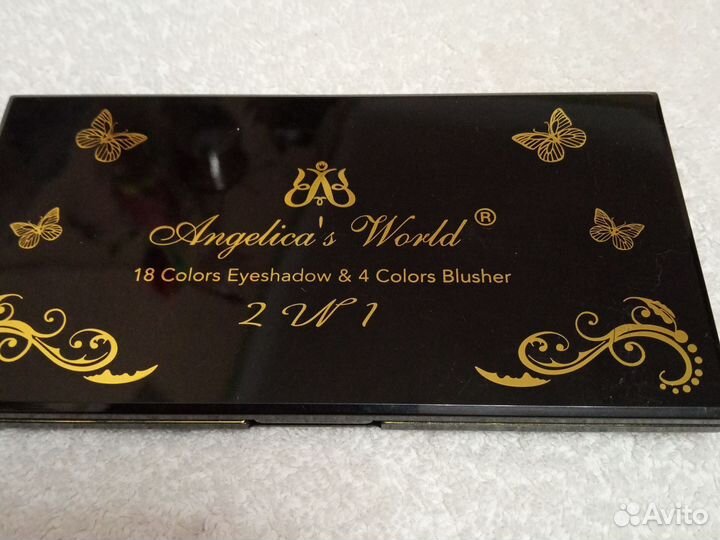 Angelica's World ®
18 Colors Eyeshadow & 4 Colors Blusher
2 IN 1
Avito